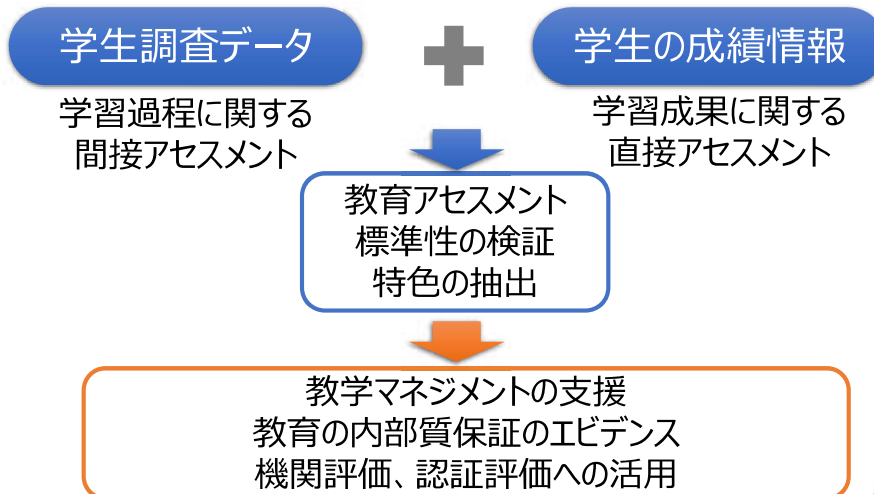 学生調査データ
学生の成績情報
学習過程に関する
間接アセスメント
学習成果に関する
直接アセスメント
教育アセスメント
標準性の検証
特色の抽出
教学マネジメントの支援
教育の内部質保証のエビデンス
機関評価、認証評価への活用